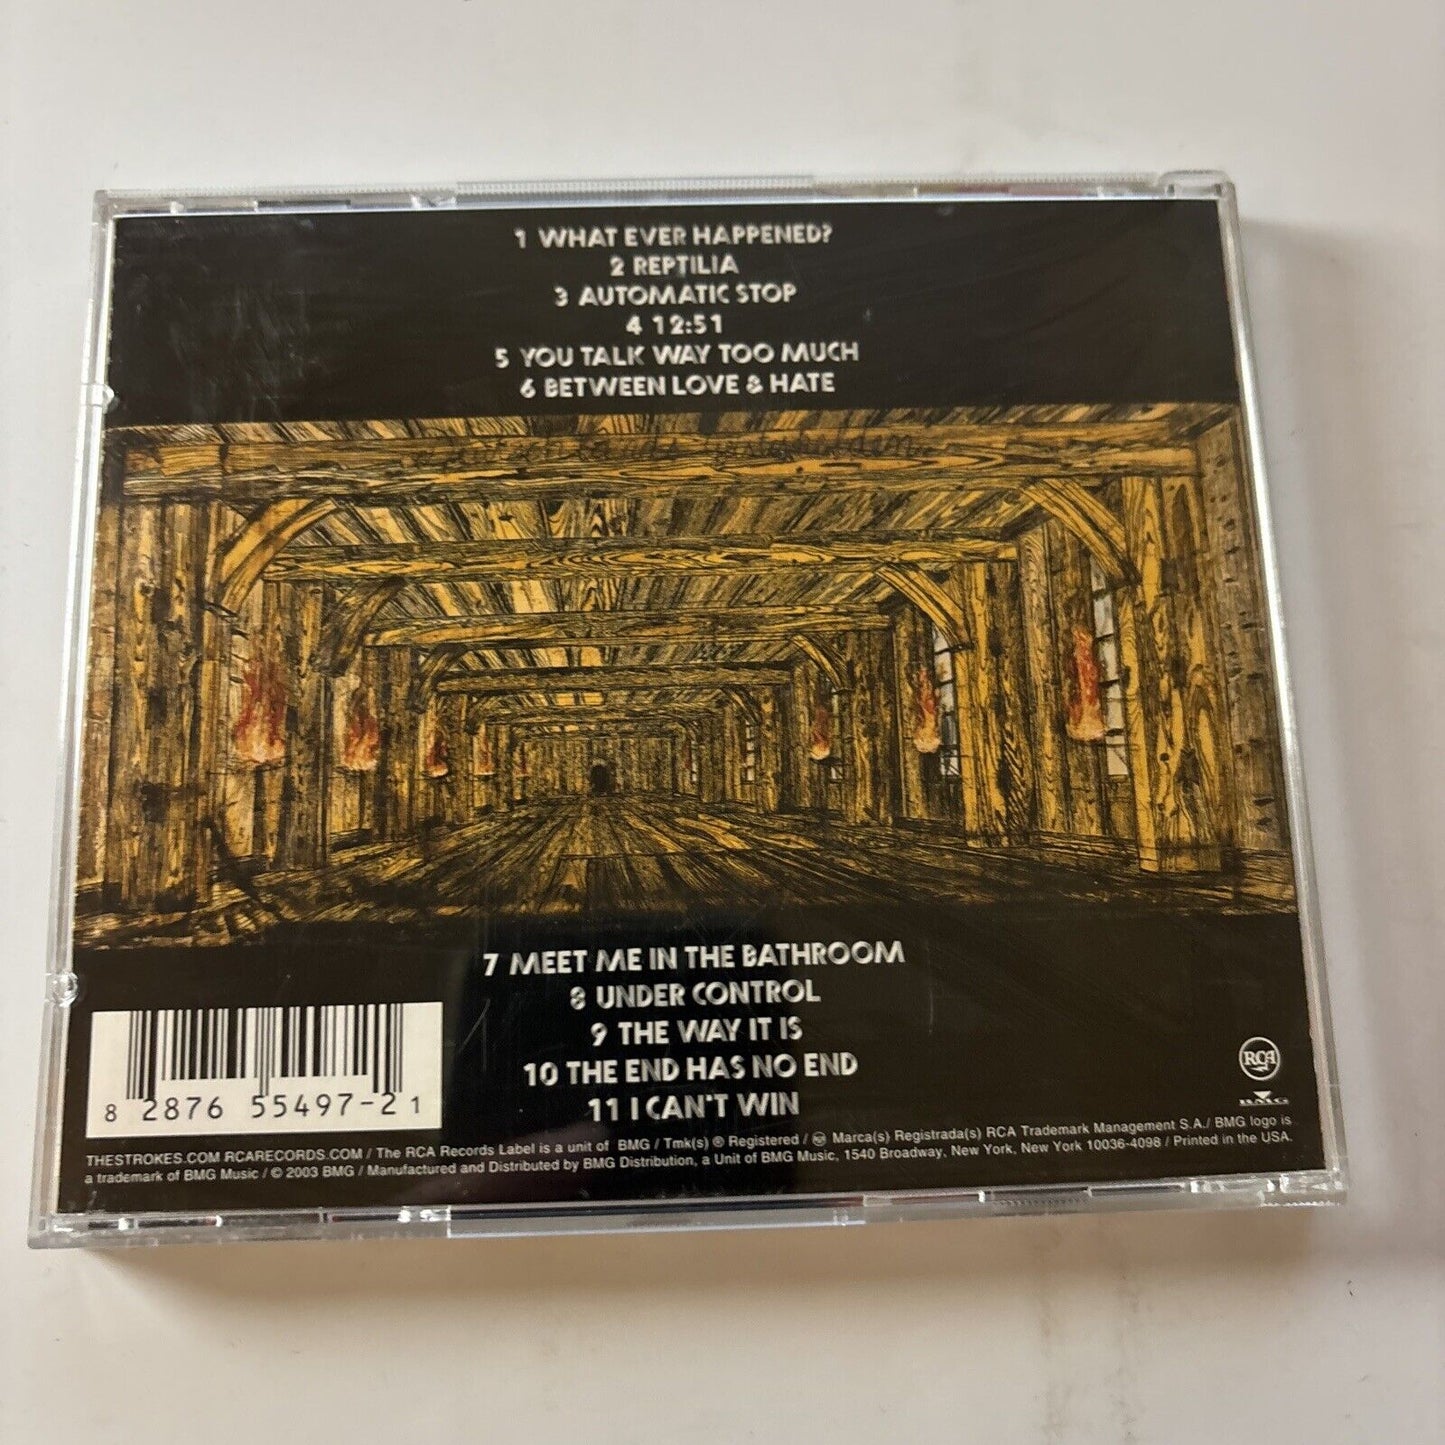 1 WHAT EVER HAPPENED?
2 REPTILIA
3 AUTOMATIC STOP
4 12:51
5 YOU TALK WAY TOO MUCH
6 BETWEEN LOVE & HATE
7 MEET ME IN THE BATHROOM
8 UNDER CONTROL
9 THE WAY IT IS
10 THE END HAS NO END
11 I CAN'T WIN
8 2876 55497-2 1
RCA
BMG
THESTROKES.COM RCARECORDS.COM / The RCA Records Label is a unit of BMG / Tmk(s) ® Registered / Marca(s) Registrada(s) RCA Trademark Management S.A./ BMG logo is
a trademark of BMG Music / © 2003 BMG / Manufactured and Distributed by BMG Distribution, a Unit of BMG Music, 1540 Broadway, New York, New York 10036-4098 / Printed in the USA.